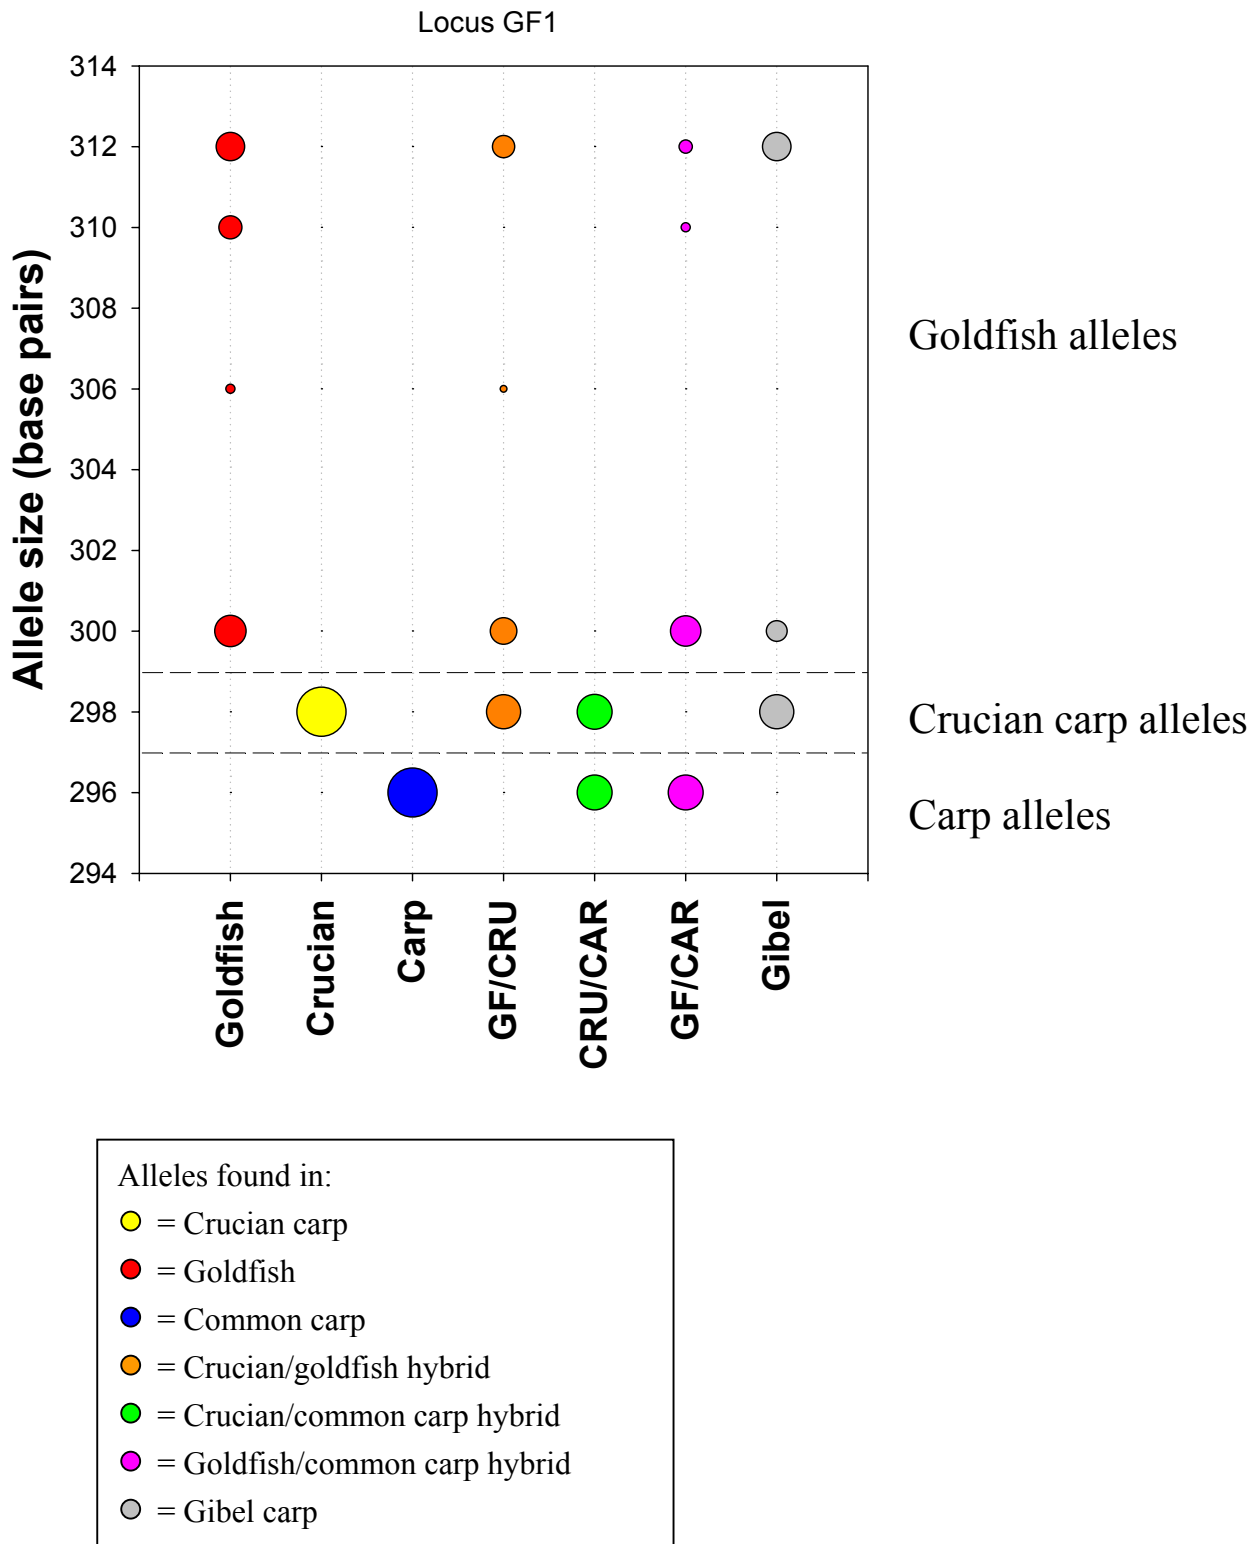 Locus GF1
314
312
310
308
306
304
302
300
298
296
294
Allele size (base pairs)
Goldfish alleles
Crucian carp alleles
Carp alleles
Goldfish
Crucian
Carp
GF/CRU
CRU/CAR
GF/CAR
Gibel
Alleles found in:
= Crucian carp
= Goldfish
= Common carp
= Crucian/goldfish hybrid
= Crucian/common carp hybrid
= Goldfish/common carp hybrid
= Gibel carp